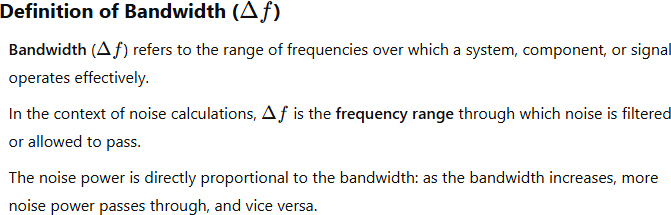 Definition of Bandwidth (Δf)
Bandwidth (Δf) refers to the range of frequencies over which a system, component, or signal
operates effectively.
In the context of noise calculations, Δf is the frequency range through which noise is filtered
or allowed to pass.
The noise power is directly proportional to the bandwidth: as the bandwidth increases, more
noise power passes through, and vice versa.